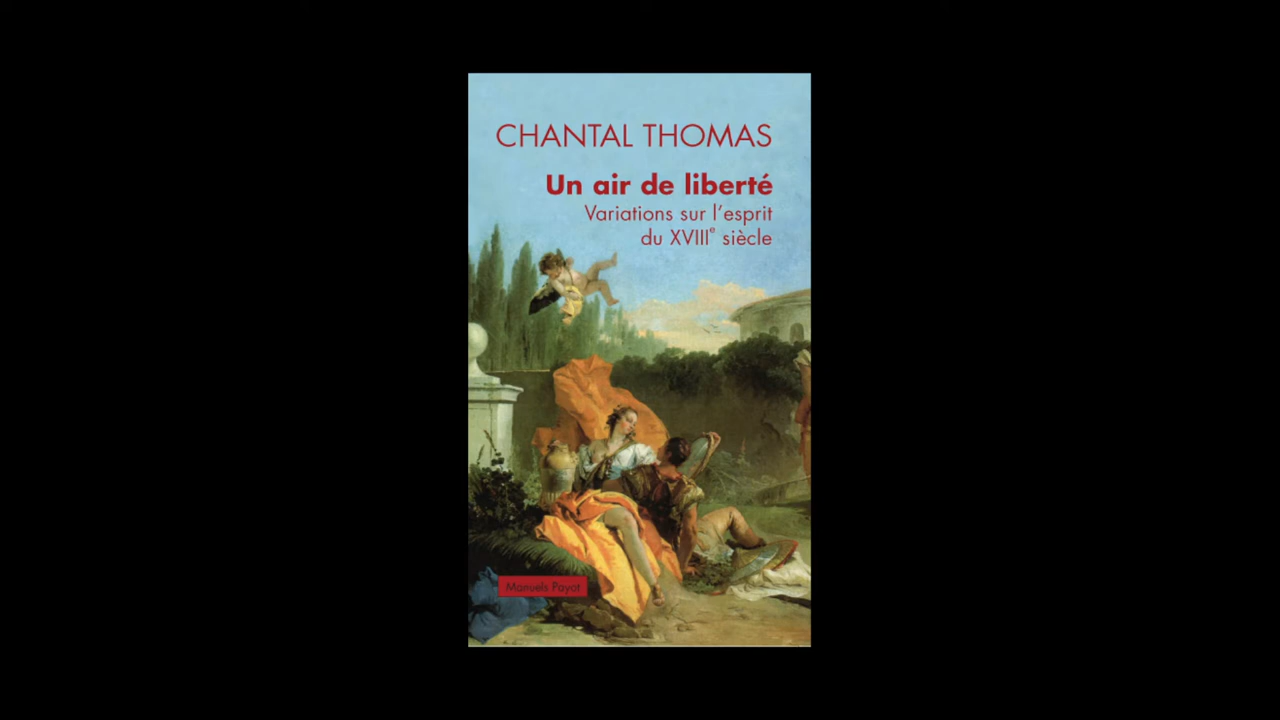 CHANTAL THOMAS
Un air de liberté
Variations sur l'esprit
du XVIIIᵉ siècle
Manuels Payot